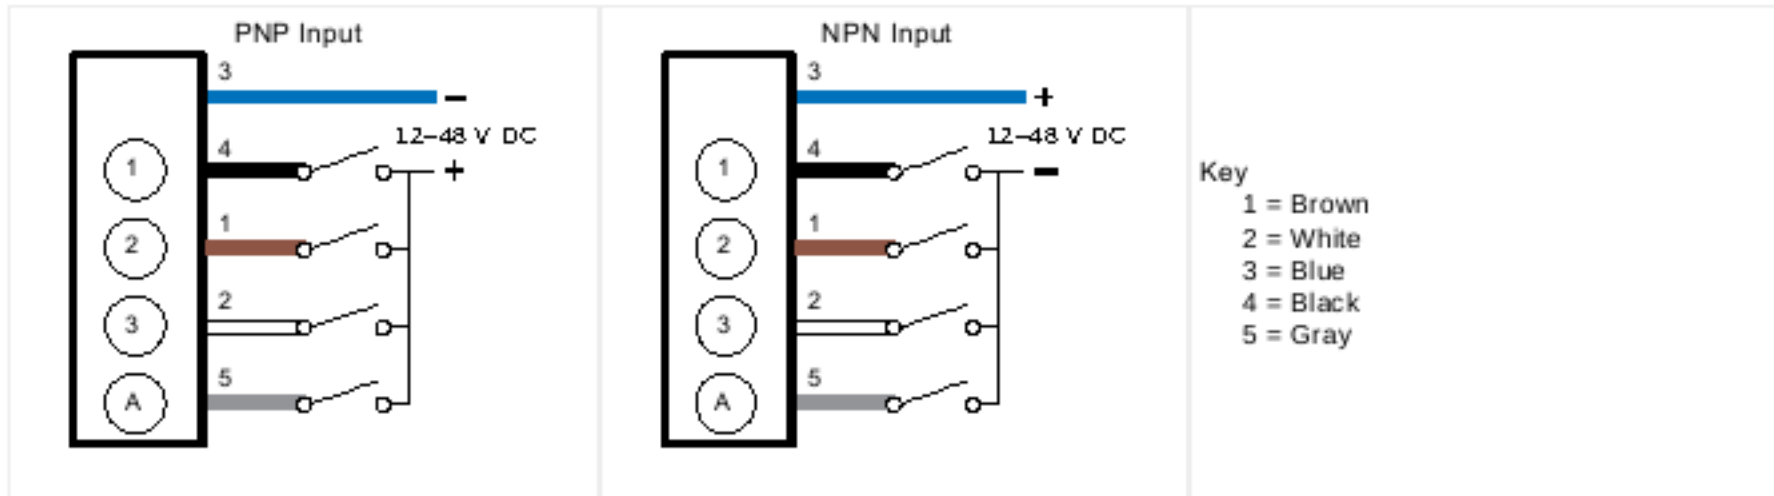 PNP Input
3
−
12–48 V DC
1
4
+
2
1
3
2
A
5
NPN Input
3
+
12–48 V DC
1
4
−
2
1
3
2
A
5
Key
1 = Brown
2 = White
3 = Blue
4 = Black
5 = Gray